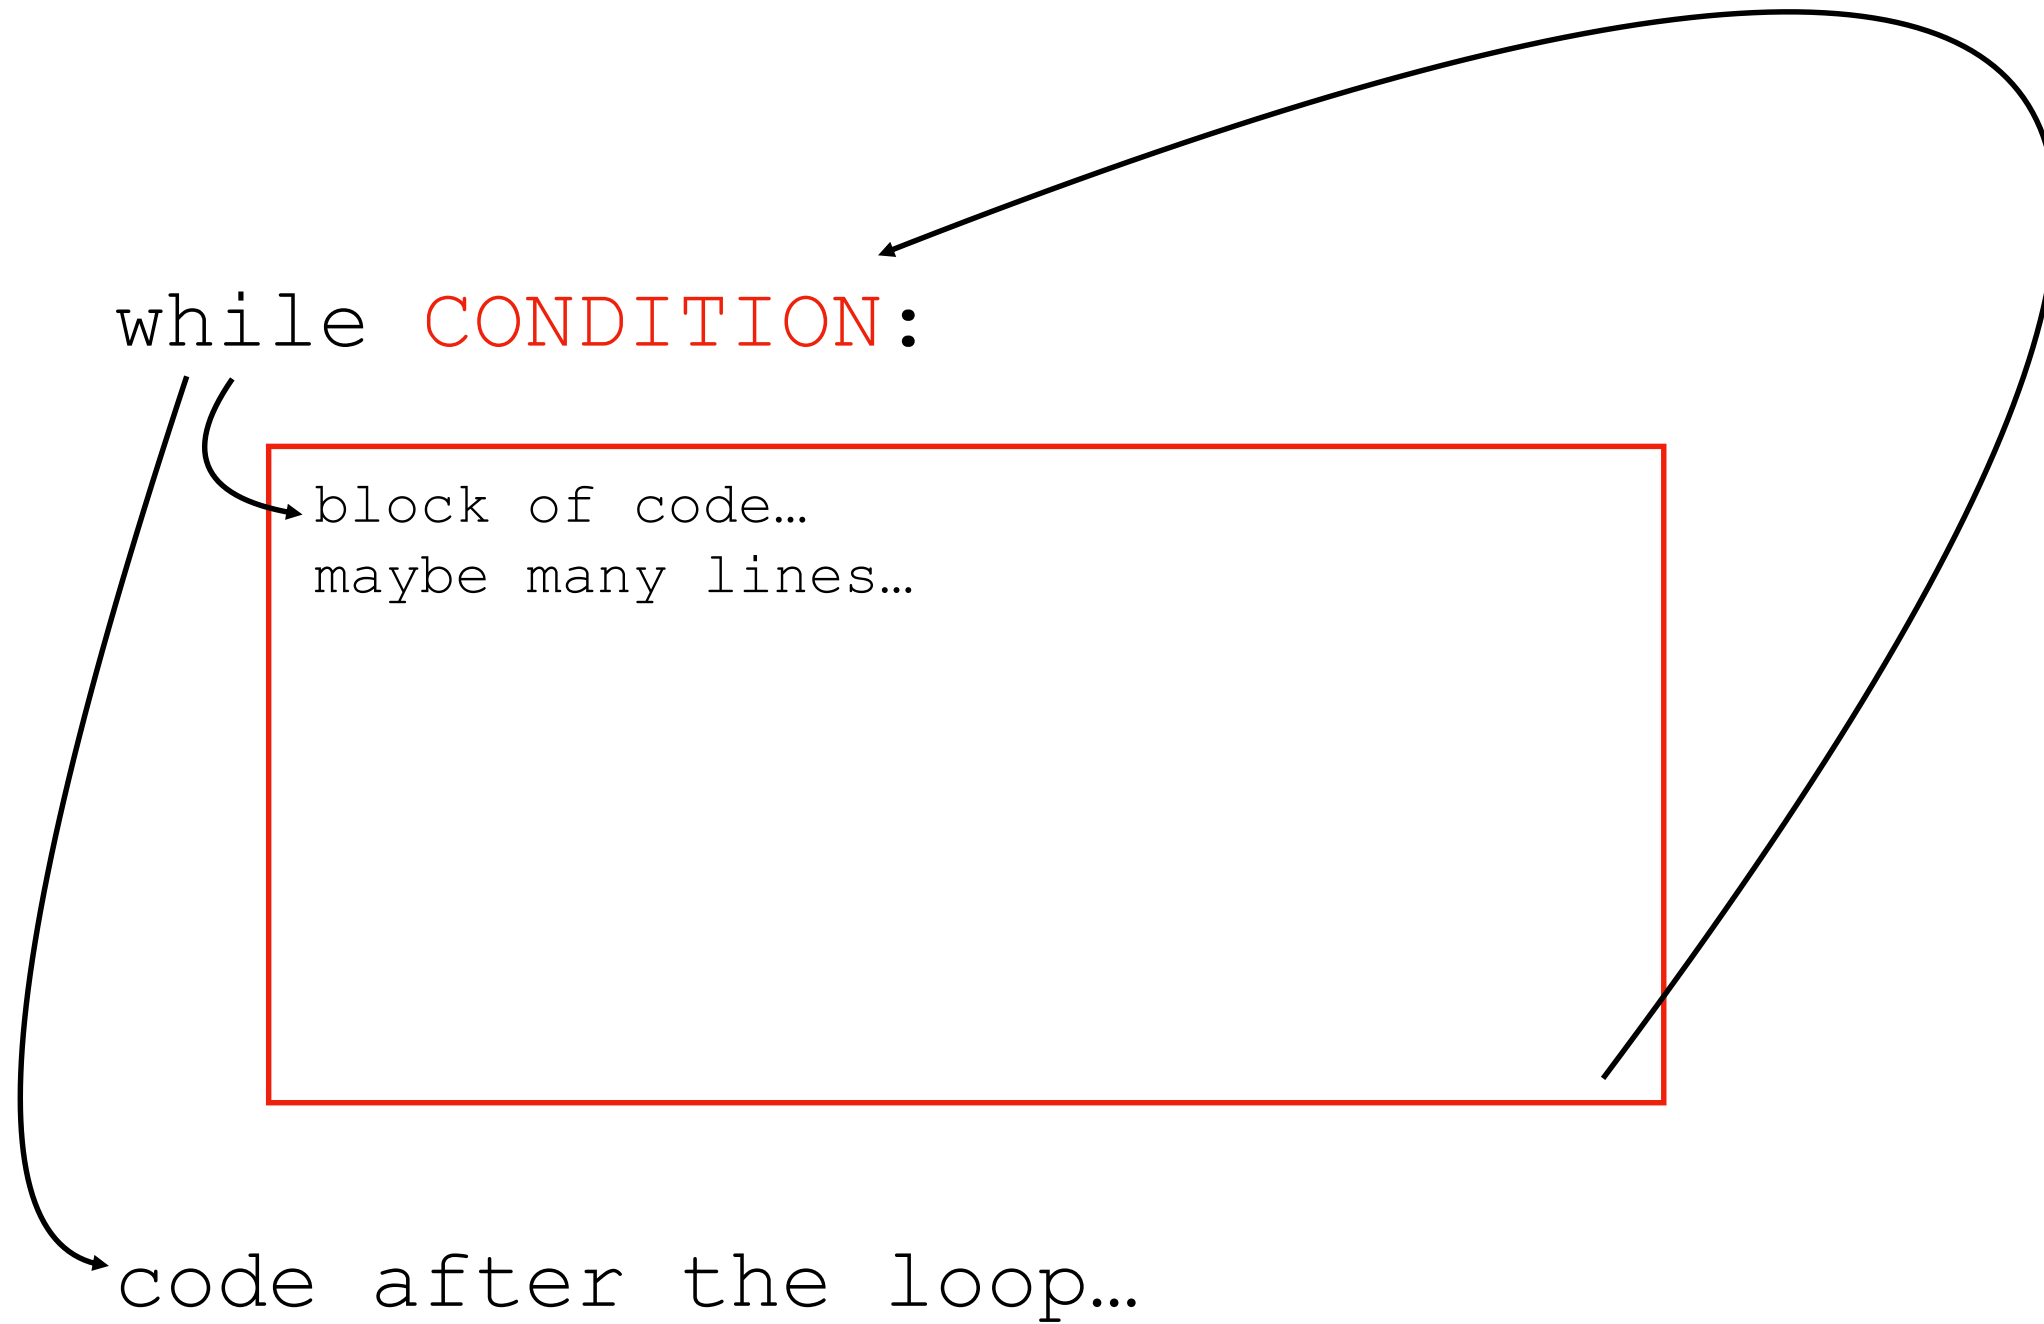 while CONDITION:
block of code…
maybe many lines…
code after the loop…